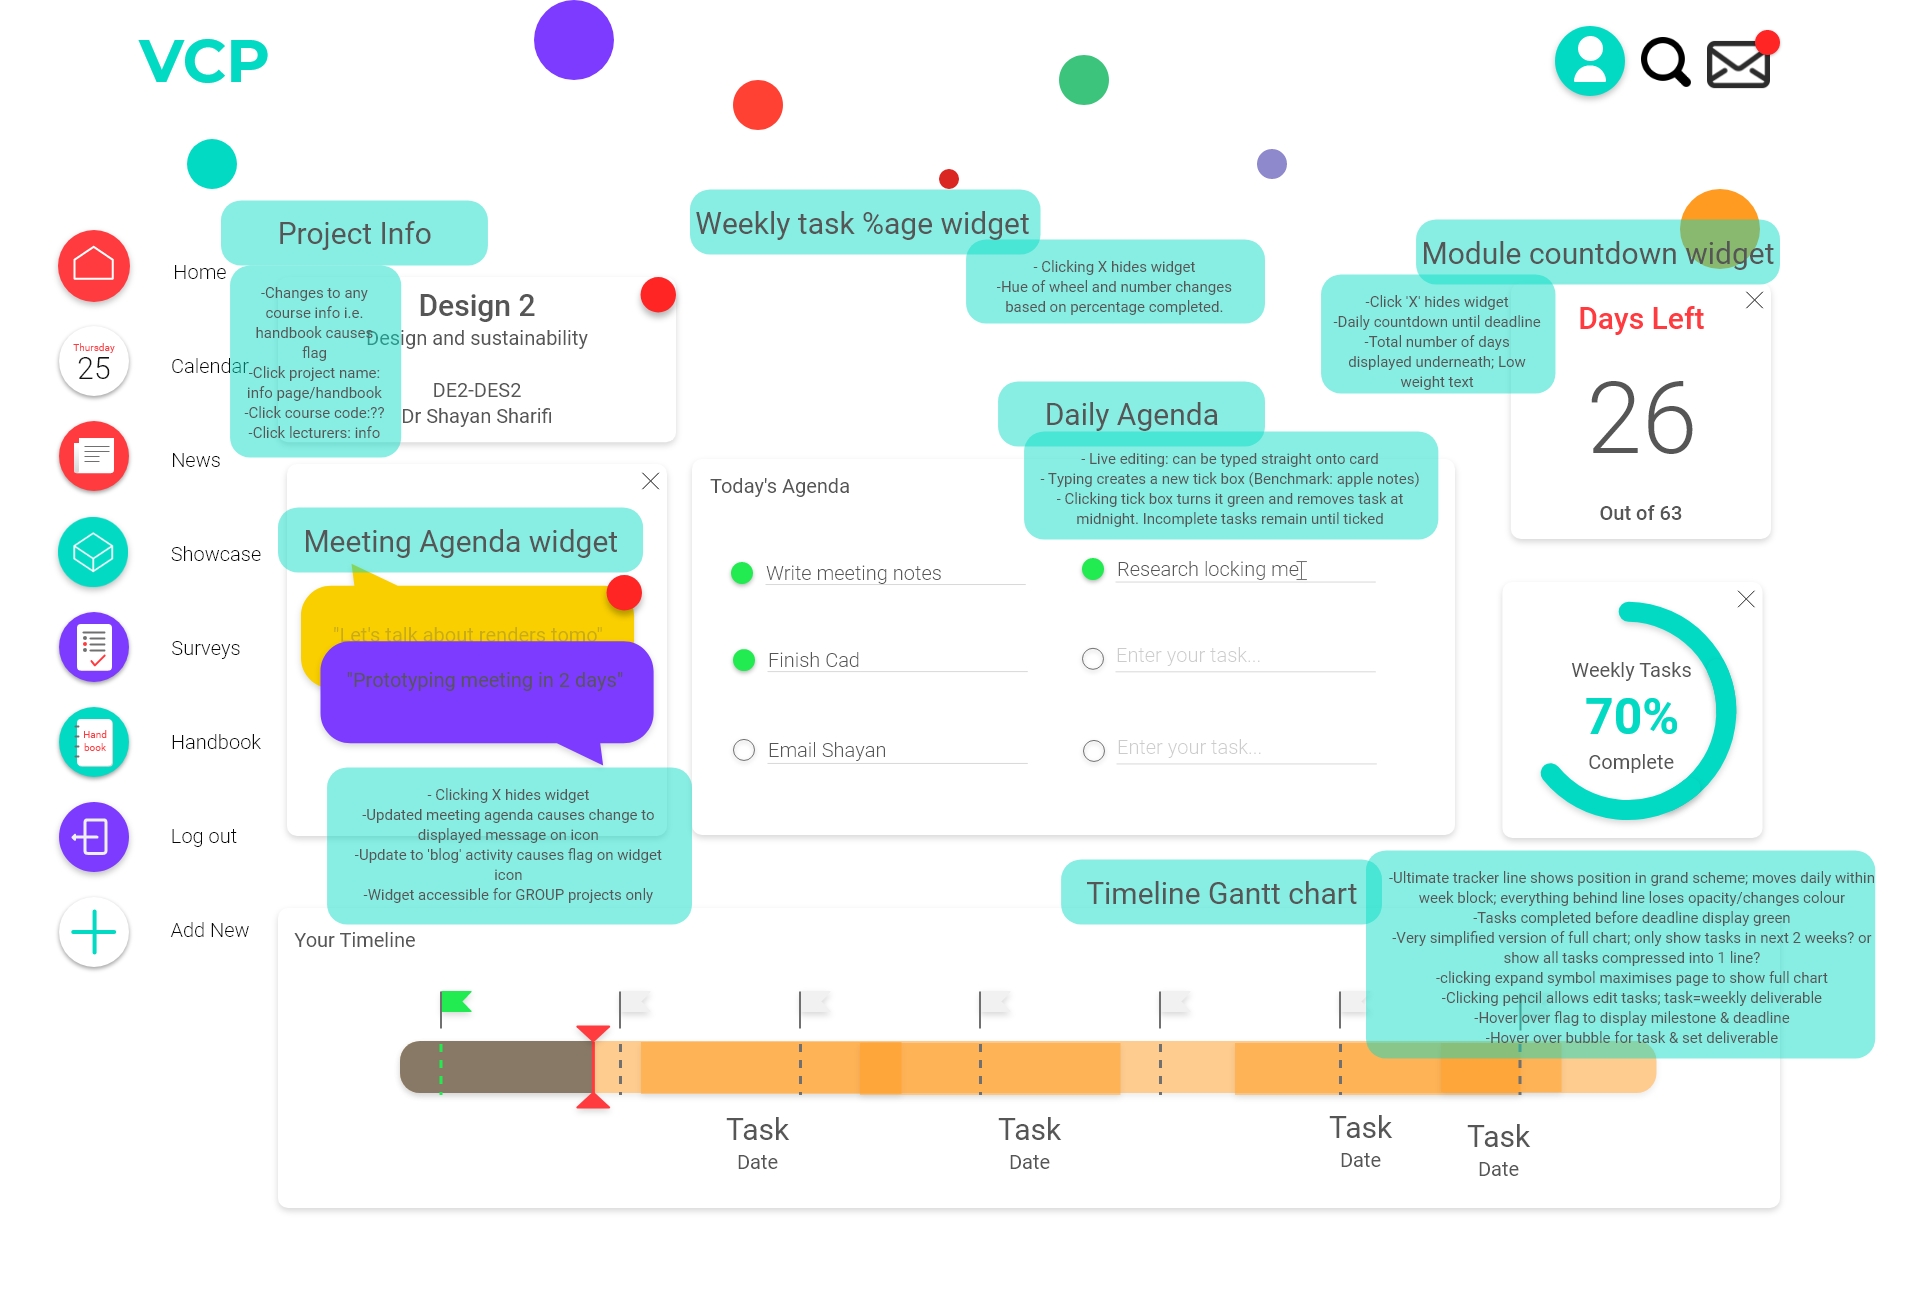 VCP
Project Info
Weekly task %age widget
Module countdown widget
- Clicking X hides widget
-Hue of wheel and number changes
based on percentage completed.
Home
Calendar
News
Showcase
Surveys
Handbook
Log out
Add New
Thursday
25
Hand
book
-Changes to any
course info i.e.
handbook causes
flag
-Click project name:
info page/handbook
-Click course code:??
-Click lecturers: info
Design 2
Design and sustainability
DE2-DES2
Dr Shayan Sharifi
-Click 'X' hides widget
-Daily countdown until deadline
-Total number of days
displayed underneath; Low
weight text
Days Left
26
Out of 63
Daily Agenda
- Live editing: can be typed straight onto card
- Typing creates a new tick box (Benchmark: apple notes)
- Clicking tick box turns it green and removes task at
midnight. Incomplete tasks remain until ticked
Today's Agenda
Write meeting notes
Research locking me
Finish Cad
Enter your task...
Email Shayan
Enter your task...
Meeting Agenda widget
"Let's talk about renders tomo"
"Prototyping meeting in 2 days"
- Clicking X hides widget
-Updated meeting agenda causes change to
displayed message on icon
-Update to 'blog' activity causes flag on widget
icon
-Widget accessible for GROUP projects only
Weekly Tasks
70%
Complete
Timeline Gantt chart
-Ultimate tracker line shows position in grand scheme; moves daily within
week block; everything behind line loses opacity/changes colour
-Tasks completed before deadline display green
-Very simplified version of full chart; only show tasks in next 2 weeks? or
show all tasks compressed into 1 line?
-clicking expand symbol maximises page to show full chart
-Clicking pencil allows edit tasks; task=weekly deliverable
-Hover over flag to display milestone & deadline
-Hover over bubble for task & set deliverable
Your Timeline
Task
Date
Task
Date
Task
Date
Task
Date